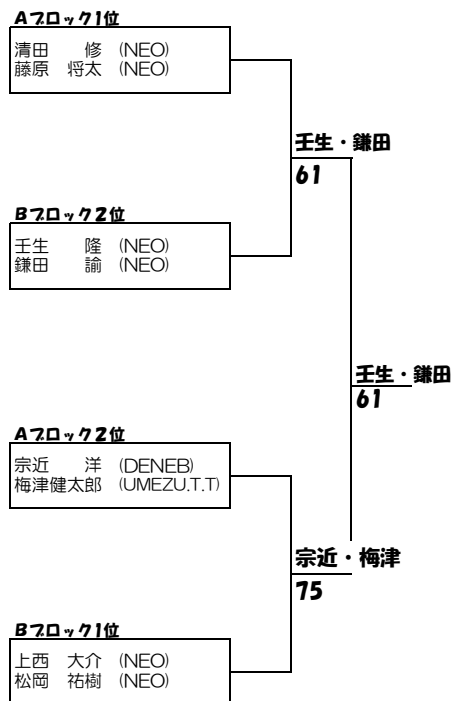 Aブロック1位
清田 修 (NEO)
藤原 将太 (NEO)
壬生・鎌田
61
Bブロック2位
壬生 隆 (NEO)
鎌田 諭 (NEO)
壬生・鎌田
61
Aブロック2位
宗近 洋 (DENEB)
梅津健太郎 (UMEZU.T.T)
宗近・梅津
75
Bブロック1位
上西 大介 (NEO)
松岡 祐樹 (NEO)